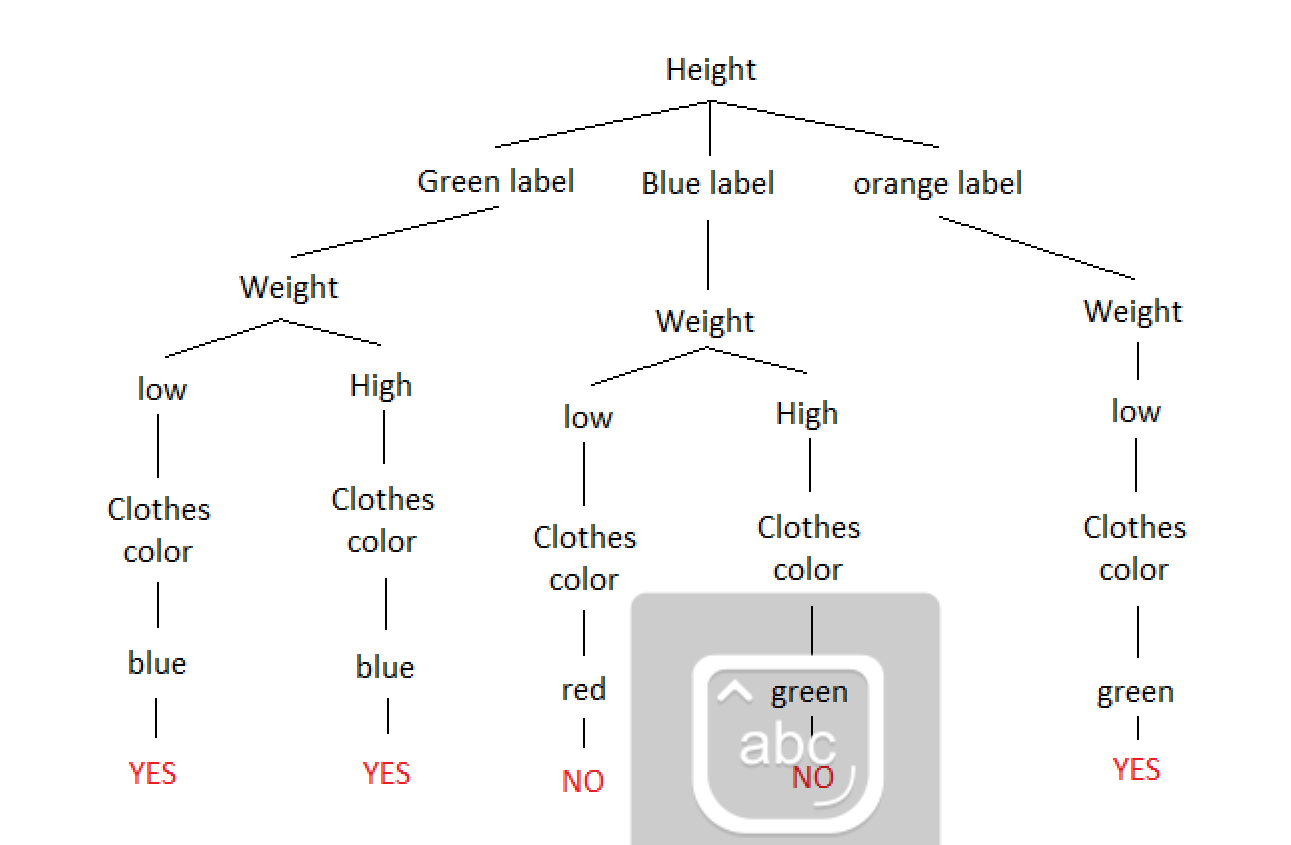 Height
Green label
Blue label
orange label
Weight
Weight
Weight
low
High
low
High
low
Clothes
color
Clothes
color
Clothes
color
Clothes
color
Clothes
color
blue
blue
red
green
green
abc
YES
YES
NO
NO
YES